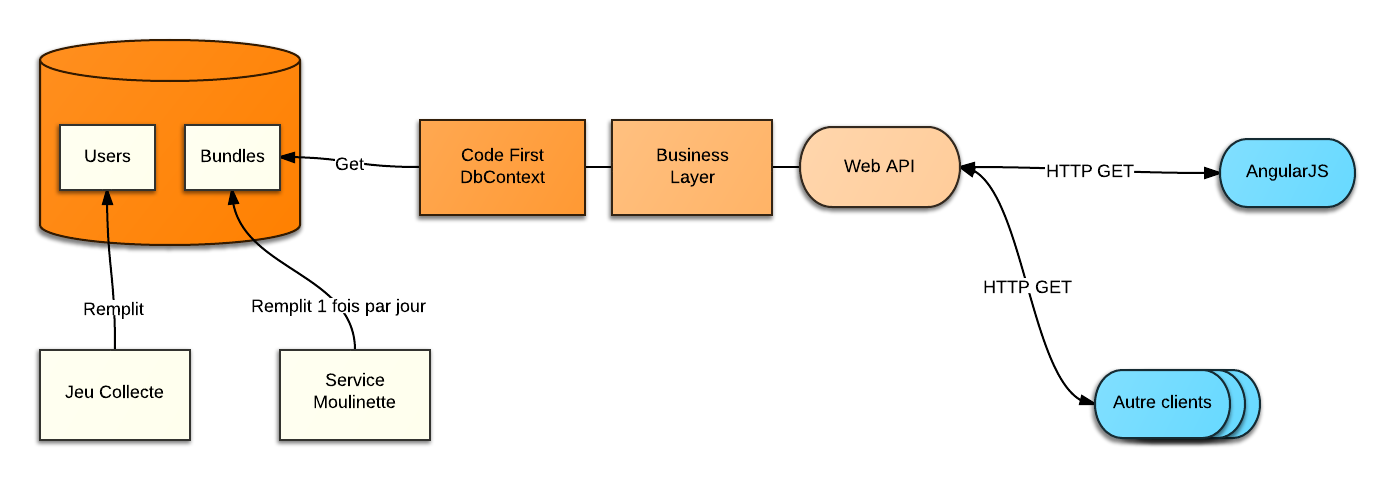 Users
Bundles
Get
Code First
DbContext
Business
Layer
Web API
HTTP GET
AngularJS
HTTP GET
Remplit
Remplit 1 fois par jour
Jeu Collecte
Service
Moulinette
Autre clients